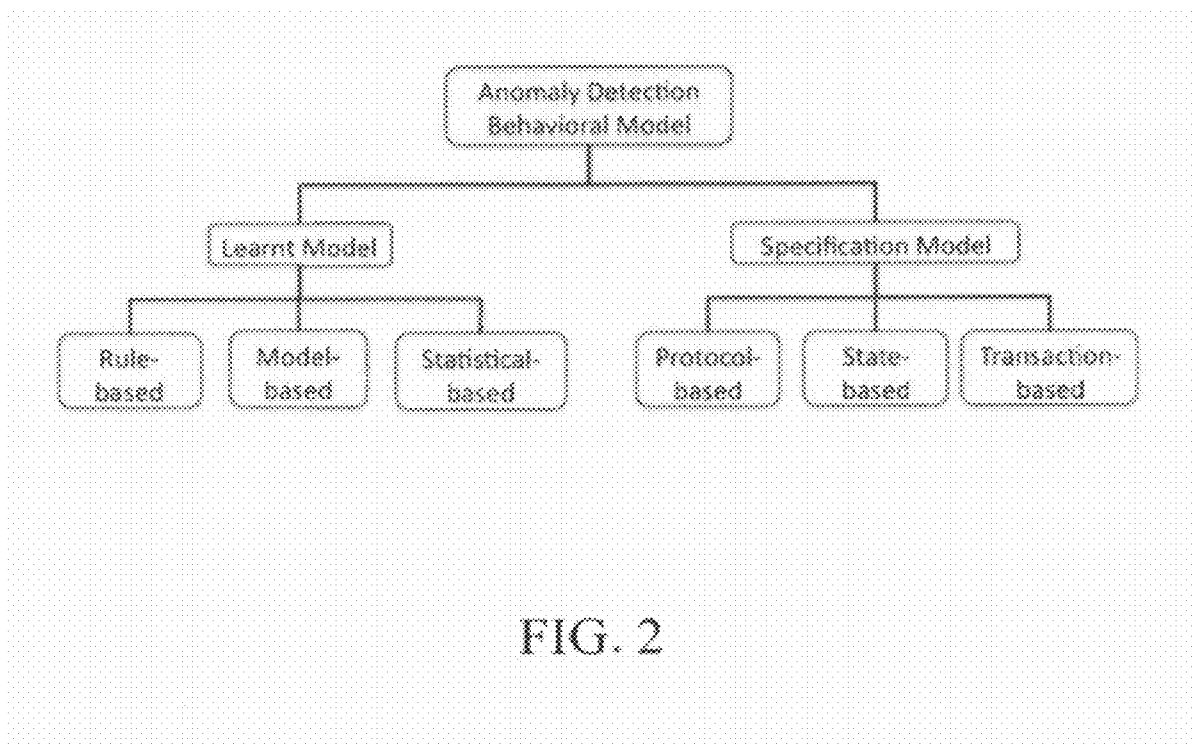 Anomaly Detection
Behavioral Model
Learnt Model
Specification Model
Rule-
based
Model-
based
Statistical-
based
Protocol-
based
State-
based
Transaction-
based
FIG. 2